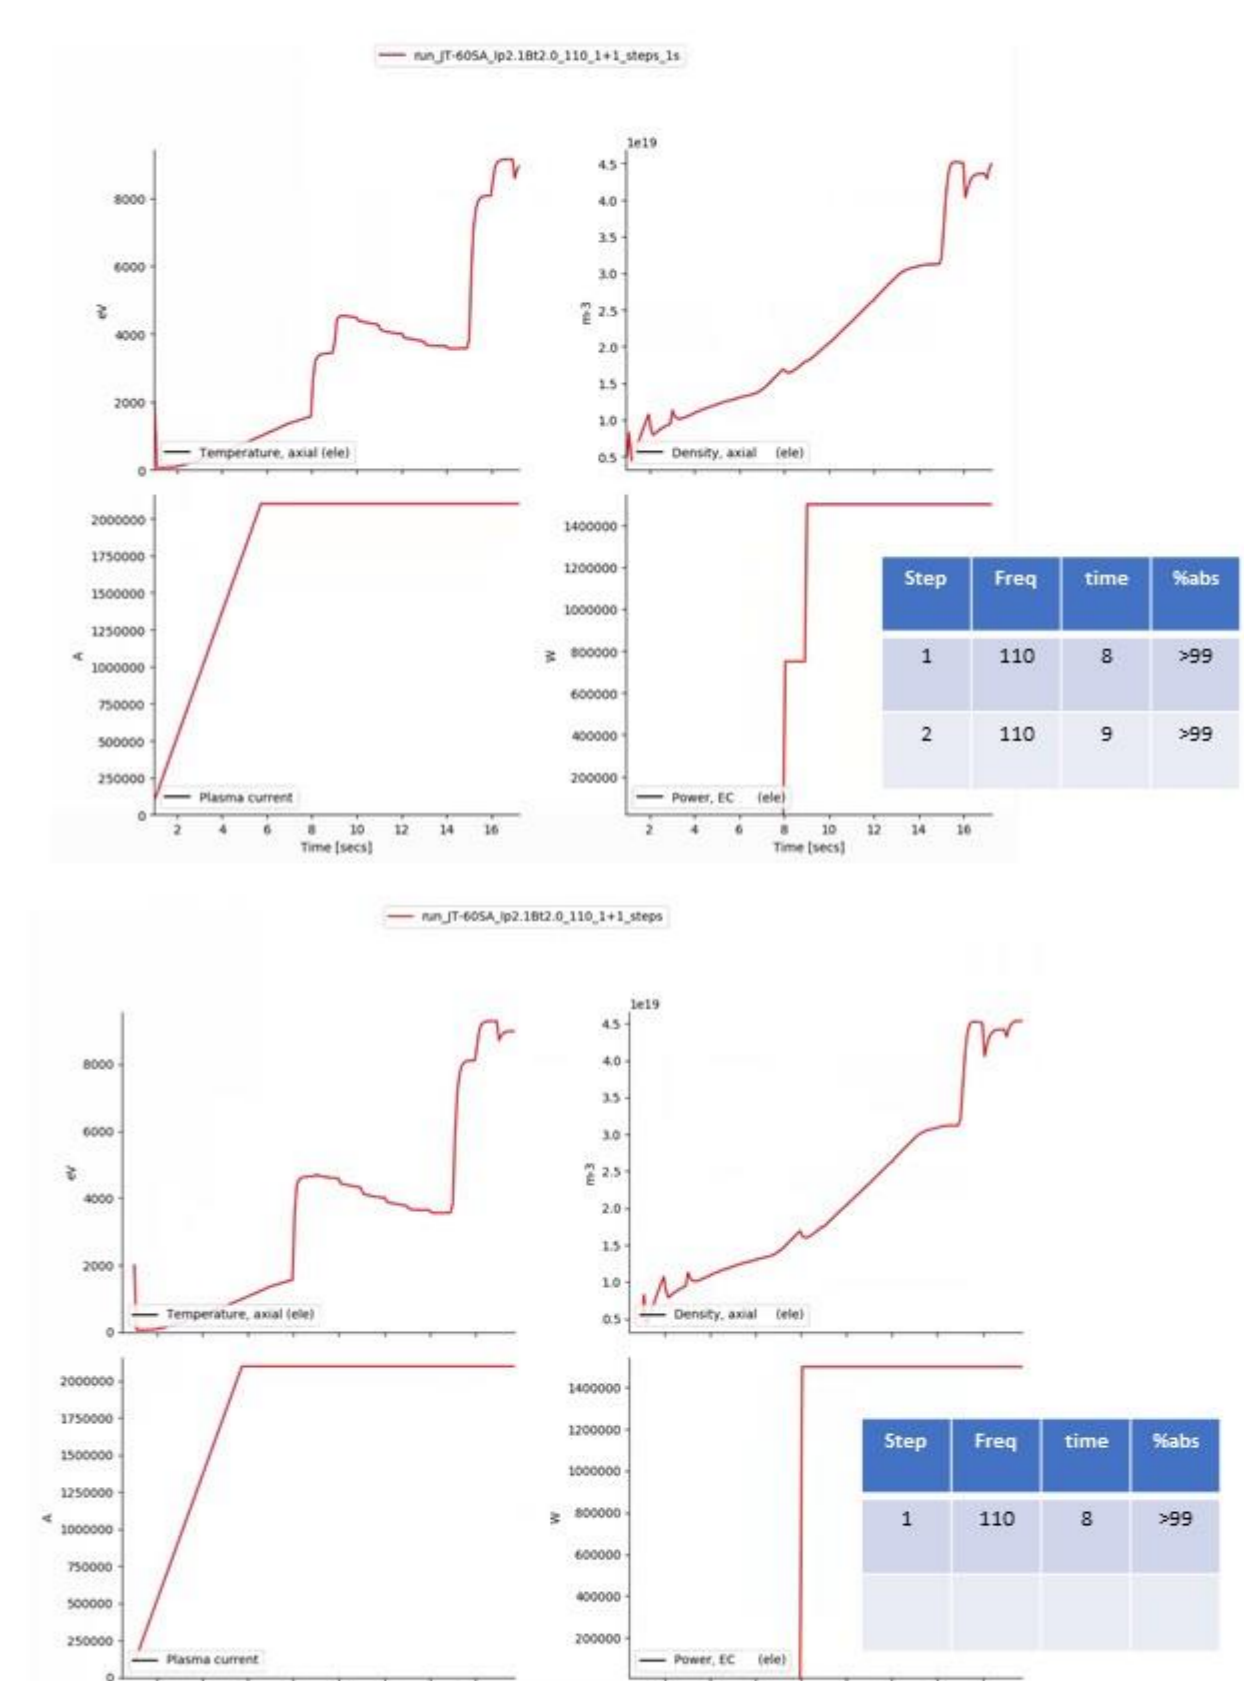 run_JT-60SA_Ip2.1Bt2.0_110_1+1_steps_1s
8000
6000
4000
2000
0
eV
Temperature, axial (ele)
1e19
4.5
4.0
3.5
3.0
2.5
2.0
1.5
1.0
0.5
m-3
Density, axial (ele)
2000000
1750000
1500000
1250000
1000000
750000
500000
250000
0
A
Plasma current
2 4 6 8 10 12 14 16
Time [secs]
1400000
1200000
1000000
800000
600000
400000
200000
W
Power, EC (ele)
2 4 6 8 10 12 14 16
Time [secs]
Step Freq time %abs
1 110 8 >99
2 110 9 >99
run_JT-60SA_Ip2.1Bt2.0_110_1+1_steps
8000
6000
4000
2000
0
eV
Temperature, axial (ele)
1e19
4.5
4.0
3.5
3.0
2.5
2.0
1.5
1.0
0.5
m-3
Density, axial (ele)
2000000
1750000
1500000
1250000
1000000
750000
500000
250000
0
A
Plasma current
1400000
1200000
1000000
800000
600000
400000
200000
W
Power, EC (ele)
Step Freq time %abs
1 110 8 >99